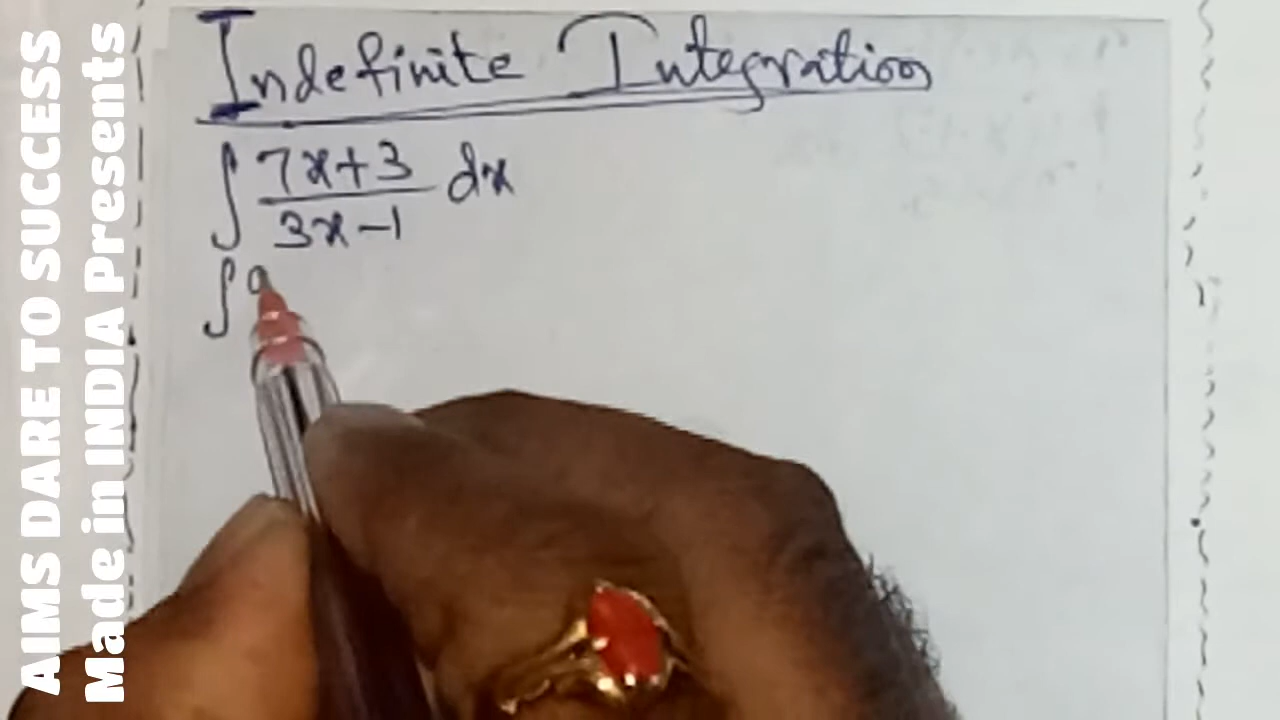 AIMS DARE TO SUCCESS
Made in INDIA Presents
Indefinite Integration
∫ 7x+3 / 3x-1 dx
∫